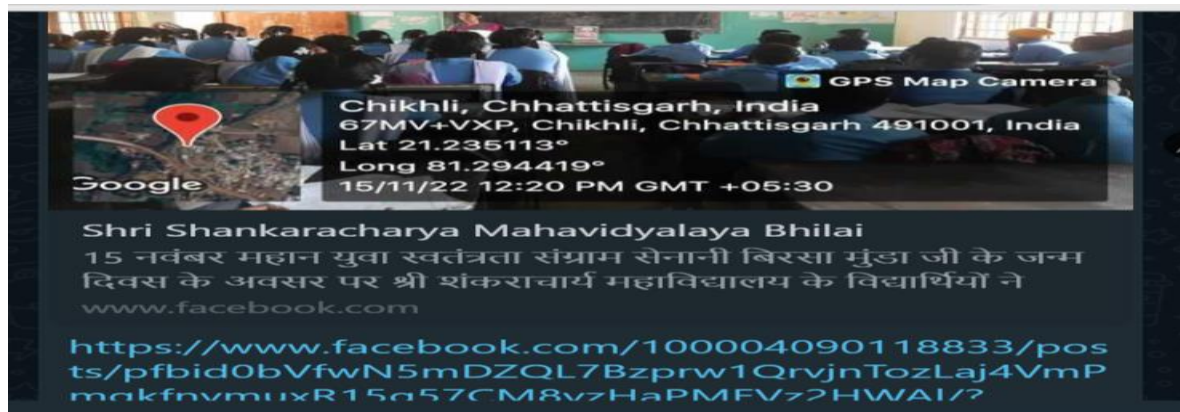 GPS Map Camera
Chikhli, Chhattisgarh, India
67MV+VXP, Chikhli, Chhattisgarh 491001, India
Lat 21.235113°
Long 81.294419°
15/11/22 12:20 PM GMT +05:30
Google
Shri Shankaracharya Mahavidyalaya Bhilai
15 नवंबर महान युवा स्वतंत्रता संग्राम सेनानी बिरसा मुंडा जी के जन्म
दिवस के अवसर पर श्री शंकराचार्य महाविद्यालय के विद्यार्थियों ने
www.facebook.com
https://www.facebook.com/100004090118833/pos
ts/pfbid0bVfwN5mDZQL7Bzprw1QrvjnTozLaj4VmP